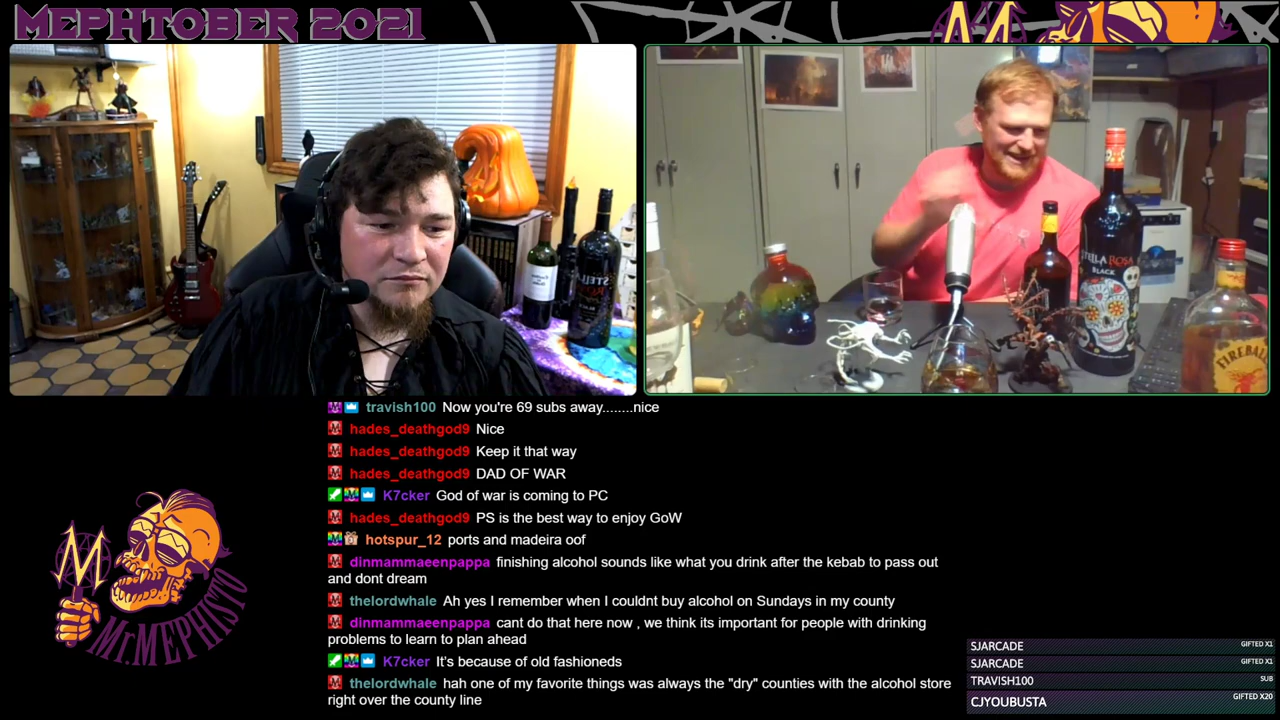 MEPHTOBER 2021
STELLA ROSA
BLACK
FIREBALL
travish100 Now you're 69 subs away........nice
hades_deathgod9 Nice
hades_deathgod9 Keep it that way
hades_deathgod9 DAD OF WAR
K7cker God of war is coming to PC
hades_deathgod9 PS is the best way to enjoy GoW
hotspur_12 ports and madeira oof
dinmammaeenpappa finishing alcohol sounds like what you drink after the kebab to pass out
and dont dream
thelordwhale Ah yes I remember when I couldnt buy alcohol on Sundays in my county
dinmammaeenpappa cant do that here now , we think its important for people with drinking
problems to learn to plan ahead
K7cker It's because of old fashioneds
thelordwhale hah one of my favorite things was always the "dry" counties with the alcohol store
right over the county line
M
Mr.MEPHISTO
SJARCADE GIFTED X1
SJARCADE GIFTED X1
TRAVISH100 SUB
CJYOUBUSTA GIFTED X20